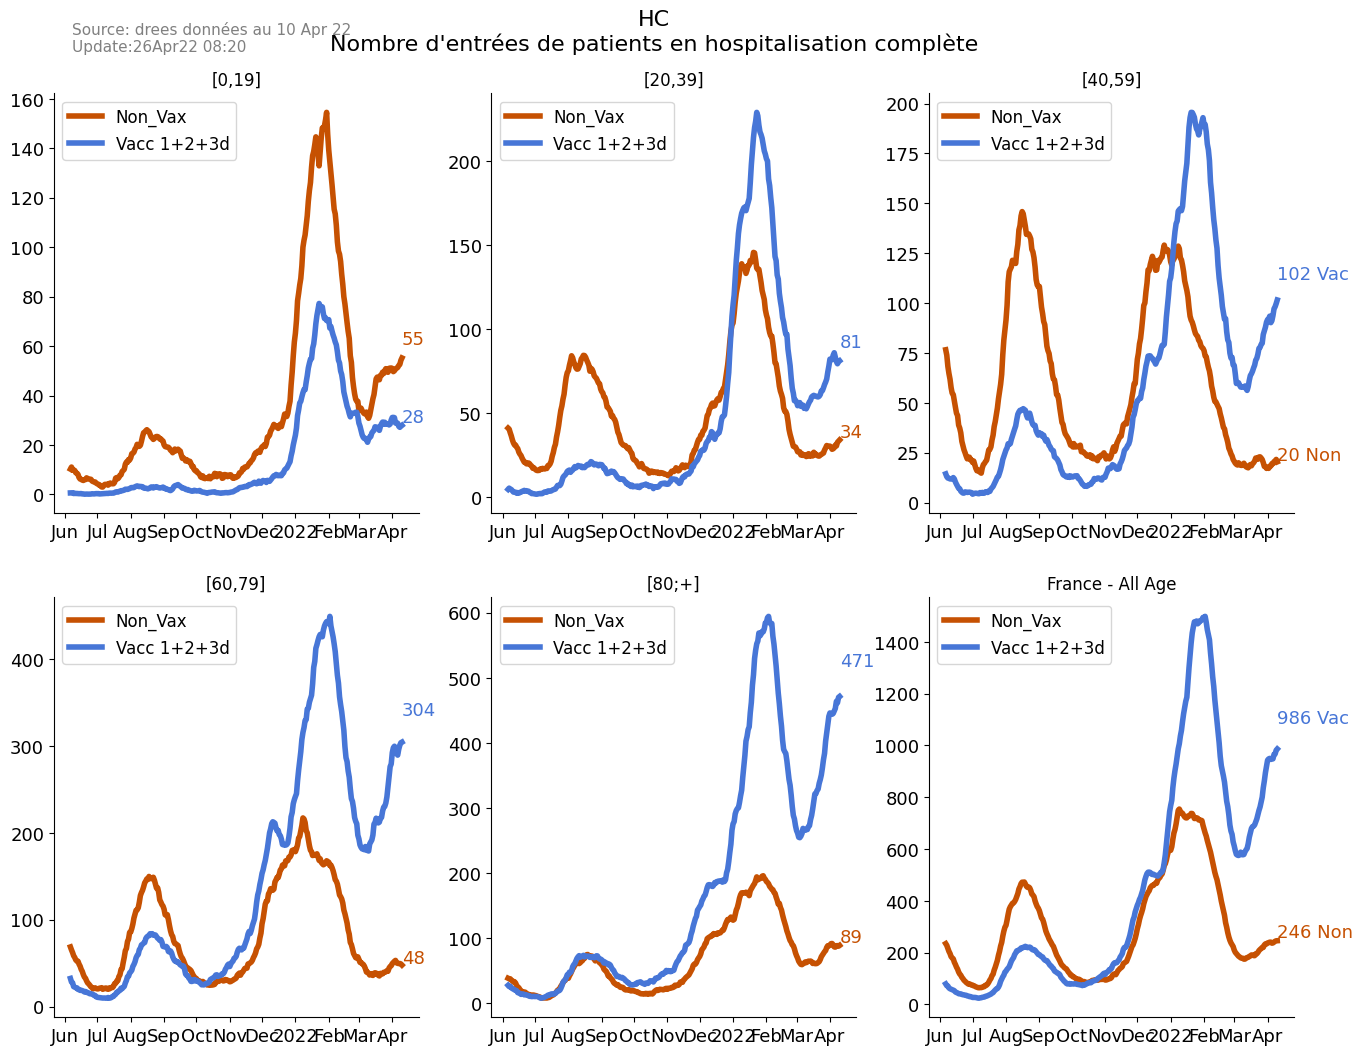 Source: drees données au 10 Apr 22
Update:26Apr22 08:20
HC
Nombre d'entrées de patients en hospitalisation complète
[0,19]
Non_Vax
Vacc 1+2+3d
160
140
120
100
80
60
40
20
0
55
28
Jun Jul Aug Sep Oct Nov Dec 2022 Feb Mar Apr
[20,39]
Non_Vax
Vacc 1+2+3d
200
150
100
50
0
81
34
Jun Jul Aug Sep Oct Nov Dec 2022 Feb Mar Apr
[40,59]
Non_Vax
Vacc 1+2+3d
200
175
150
125
100
75
50
25
0
102 Vac
20 Non
Jun Jul Aug Sep Oct Nov Dec 2022 Feb Mar Apr
[60,79]
Non_Vax
Vacc 1+2+3d
400
300
200
100
0
304
48
Jun Jul Aug Sep Oct Nov Dec 2022 Feb Mar Apr
[80;+]
Non_Vax
Vacc 1+2+3d
600
500
400
300
200
100
0
471
89
Jun Jul Aug Sep Oct Nov Dec 2022 Feb Mar Apr
France - All Age
Non_Vax
Vacc 1+2+3d
1400
1200
1000
800
600
400
200
0
986 Vac
246 Non
Jun Jul Aug Sep Oct Nov Dec 2022 Feb Mar Apr